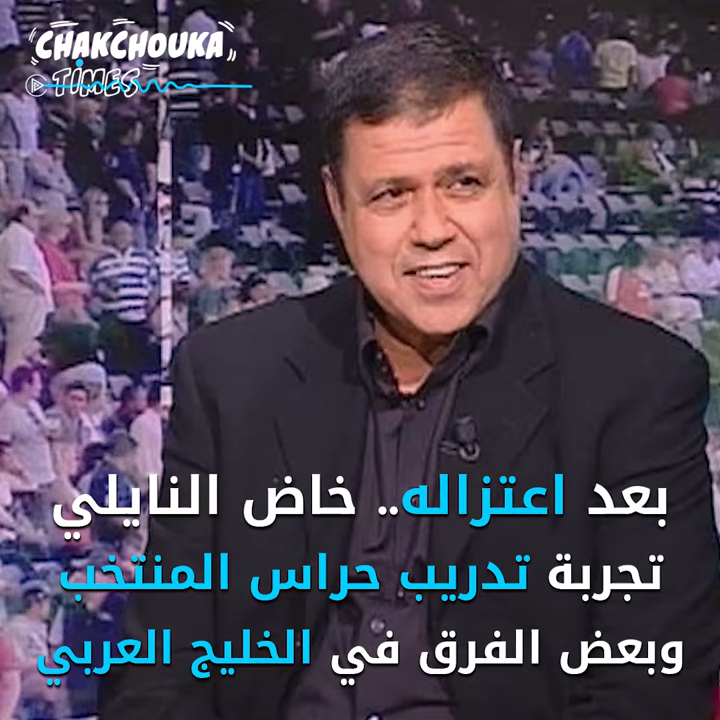 CHAKCHOUKA
TIMES
بعد اعتزاله.. خاض النايلي
تجربة تدريب حراس المنتخب
وبعض الفرق في الخليج العربي